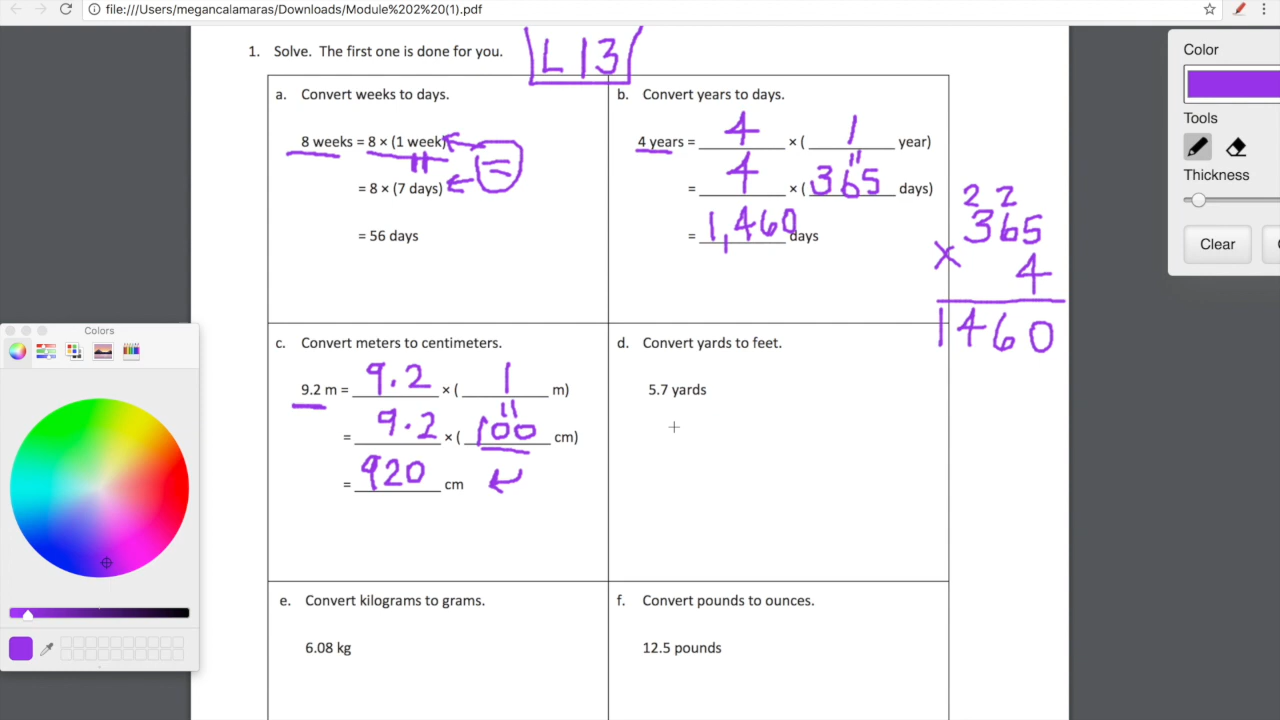 file:///Users/megancalamaras/Downloads/Module%202%20(1).pdf
1. Solve. The first one is done for you.
L13
a. Convert weeks to days.
8 weeks = 8 × (1 week)
= 8 × (7 days)
=
= 56 days
b. Convert years to days.
4 years = 4 × ( 1 year)
= 4 × ( 365 days)
= 1,460 days
2 2
365
× 4
1460
c. Convert meters to centimeters.
9.2 m = 9.2 × ( 1 m)
= 9.2 × ( 100 cm)
= 920 cm
d. Convert yards to feet.
5.7 yards
e. Convert kilograms to grams.
6.08 kg
f. Convert pounds to ounces.
12.5 pounds
Color
Tools
Thickness
Clear
Colors